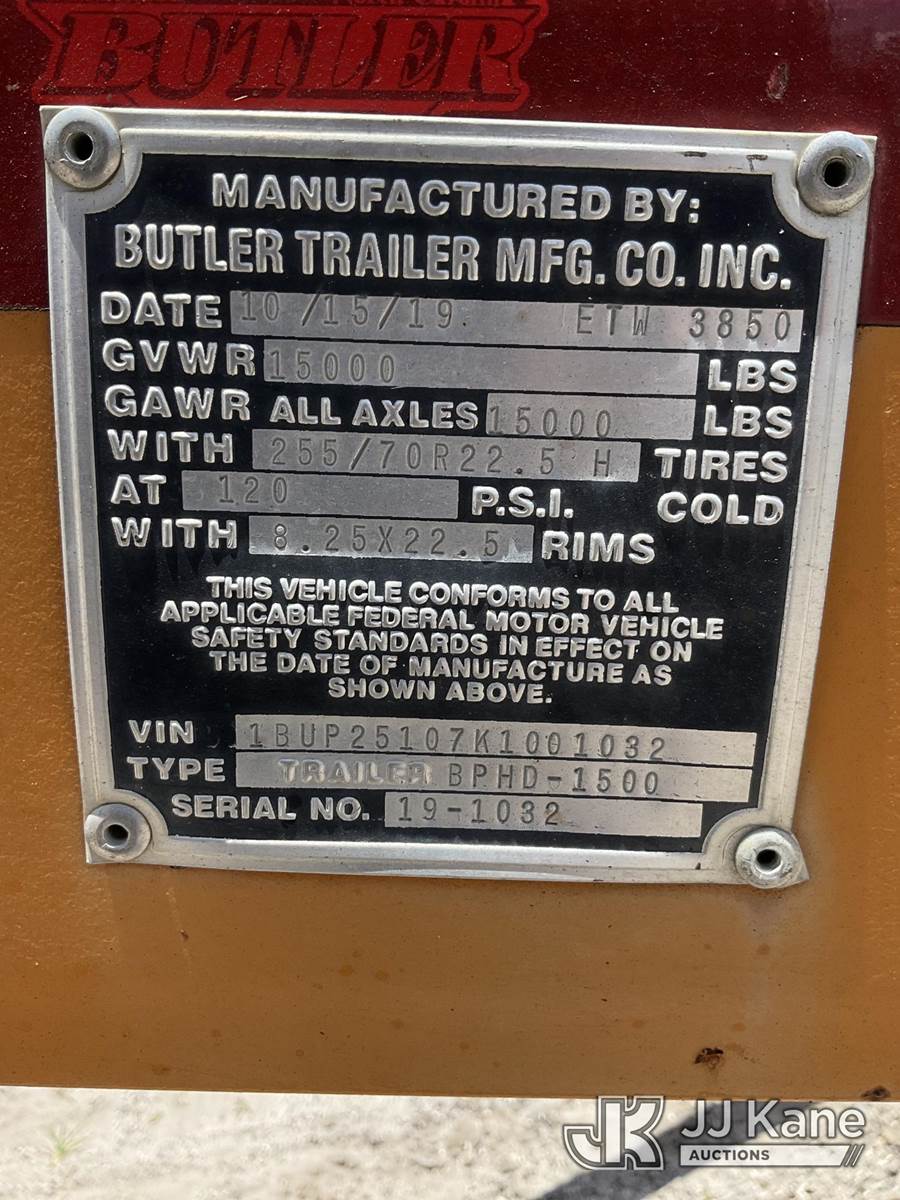 BUTLER
MANUFACTURED BY:
BUTLER TRAILER MFG. CO. INC.
DATE 10/15/19 ETW 3850
GVWR 15000 LBS
GAWR ALL AXLES 15000 LBS
WITH 255/70R22.5 H TIRES
AT 120 P.S.I. COLD
WITH 8.25X22.5 RIMS
THIS VEHICLE CONFORMS TO ALL
APPLICABLE FEDERAL MOTOR VEHICLE
SAFETY STANDARDS IN EFFECT ON
THE DATE OF MANUFACTURE AS
SHOWN ABOVE.
VIN 1BUP25107K1001032
TYPE TRAILER BPHD-1500
SERIAL NO. 19-1032
JK JJ Kane
AUCTIONS